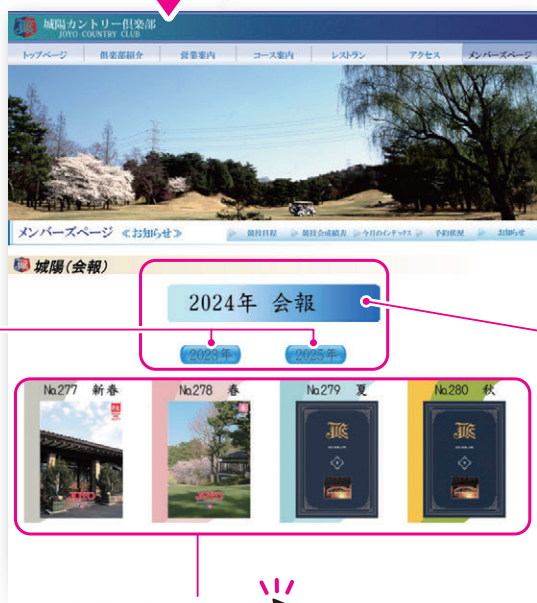 城陽カントリー倶楽部
JOYO COUNTRY CLUB
トップページ 倶楽部紹介 営業案内 コース案内 レストラン アクセス メンバーズページ
メンバーズページ ≪お知らせ≫ 競技日程 競技会成績表 今月のインデックス 予約状況 お知らせ
城陽(会報)
2024年 会報
2023年 2025年
No.277 新春 No.278 春 No.279 夏 No.280 秋
JOYO JOYO